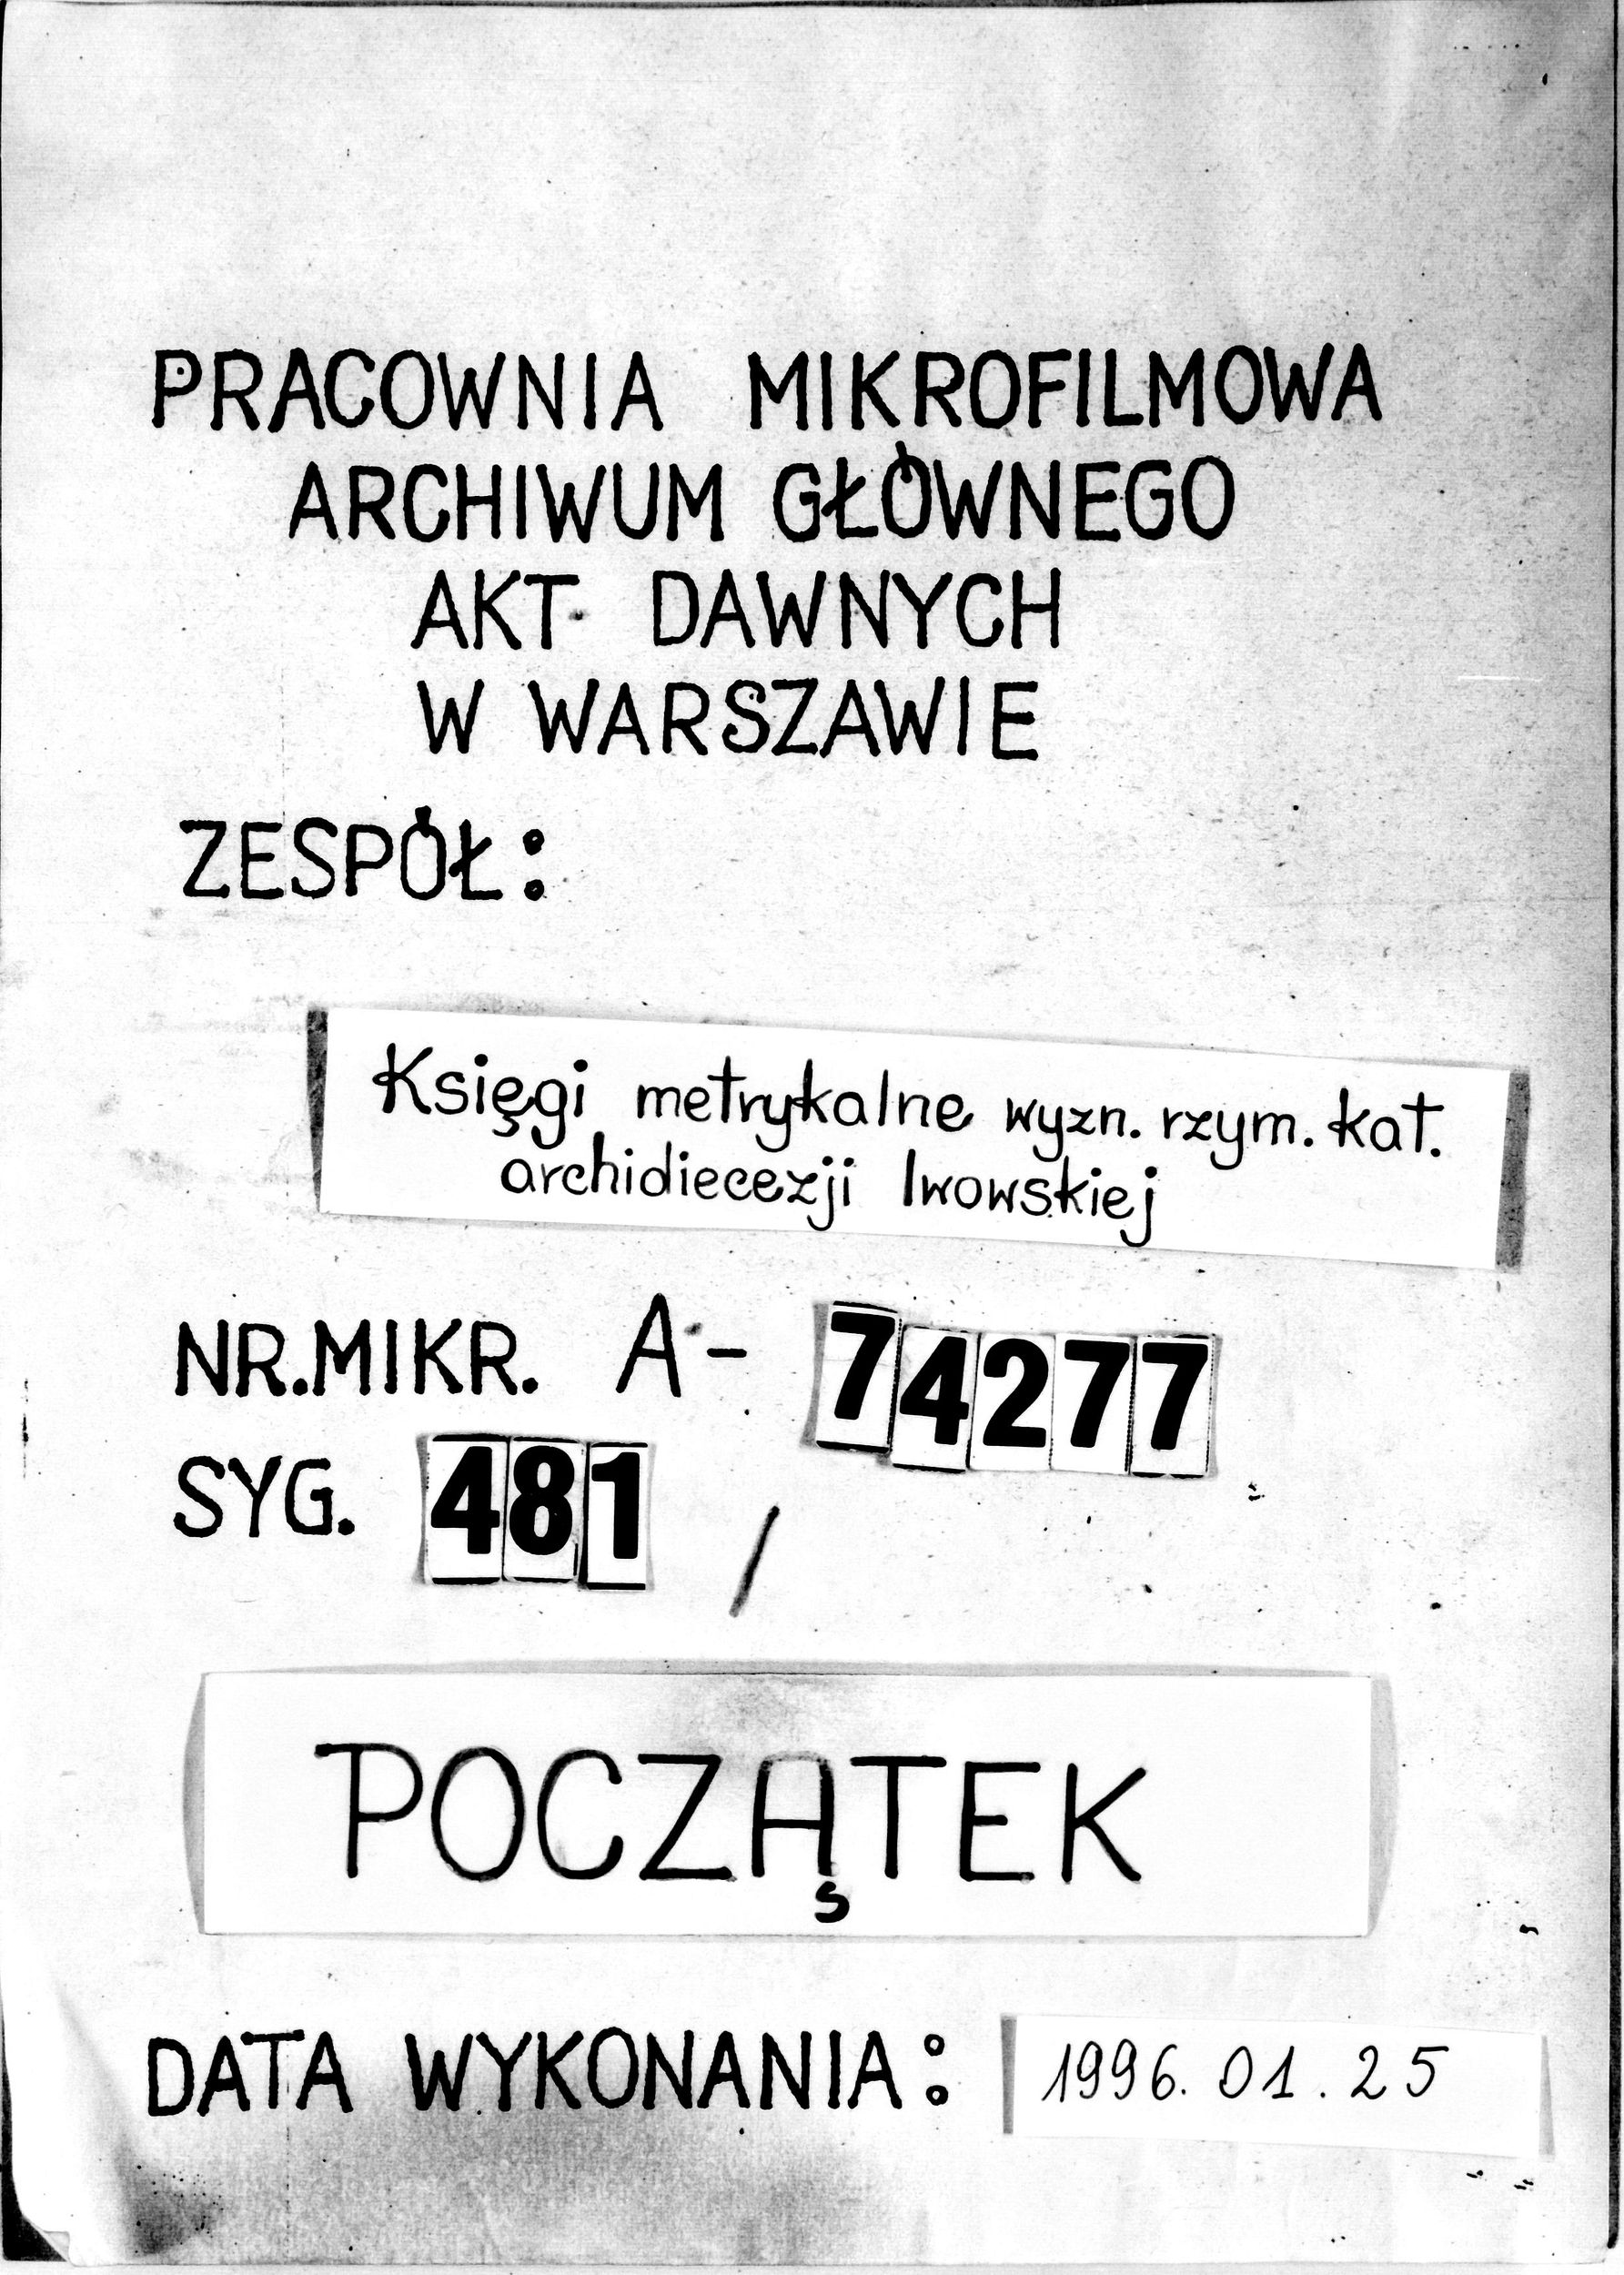 PRACOWNIA MIKROFILMOWA
ARCHIWUM GŁÓWNEGO
AKT DAWNYCH
W WARSZAWIE
ZESPÓŁ:
Księgi metrykalne wyzn. rzym. kat.
archidiecezji lwowskiej
NR.MIKR. A- 74277
SYG. 481 /
POCZĄTEK
DATA WYKONANIA: 1996.01.25